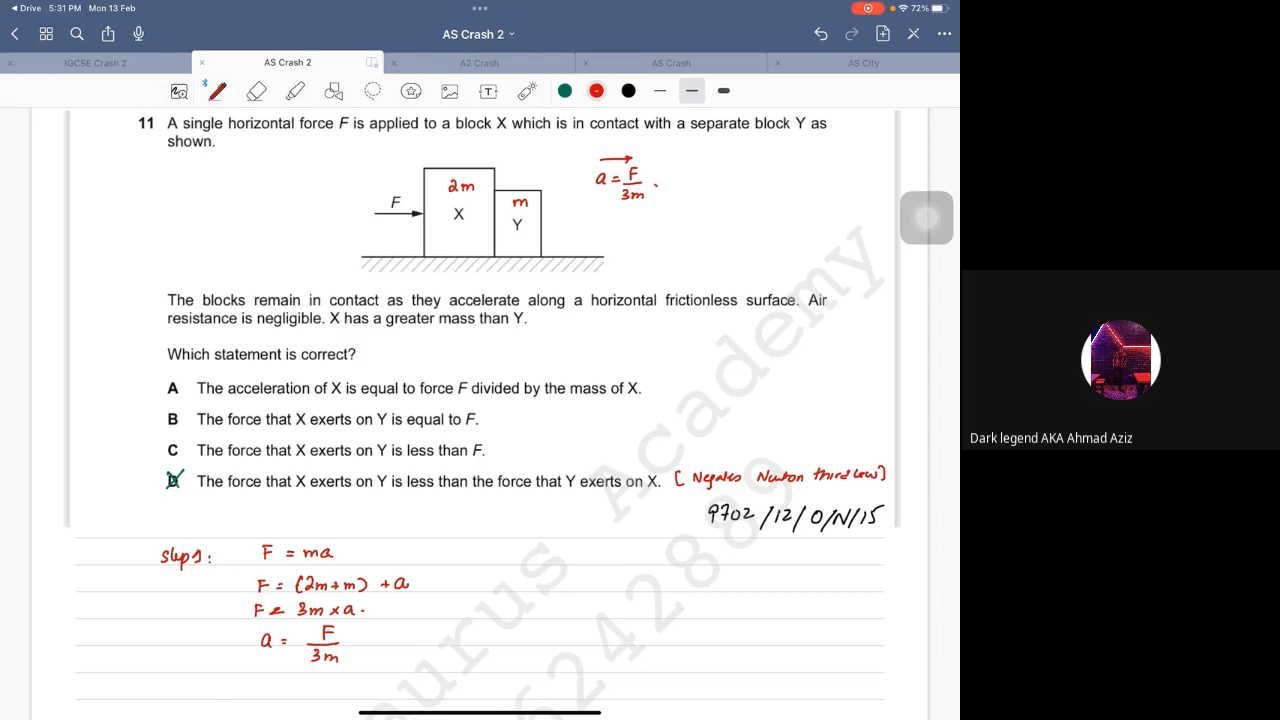 Drive 5:31 PM Mon 13 Feb
72%
AS Crash 2
IGCSE Crash 2
AS Crash 2
A2 Crash
AS Crash
AS City
11 A single horizontal force F is applied to a block X which is in contact with a separate block Y as
shown.
a = F/3m
2m
F
m
X
Y
The blocks remain in contact as they accelerate along a horizontal frictionless surface. Air
resistance is negligible. X has a greater mass than Y.
Which statement is correct?
A The acceleration of X is equal to force F divided by the mass of X.
B The force that X exerts on Y is equal to F.
C The force that X exerts on Y is less than F.
D The force that X exerts on Y is less than the force that Y exerts on X. [Negates Newton third law]
9702/12/O/N/15
Step 1: F = ma
F = (2m+m) + a
F = 3m × a.
a = F/3m
Academy
aurus
6242889
Dark legend AKA Ahmad Aziz